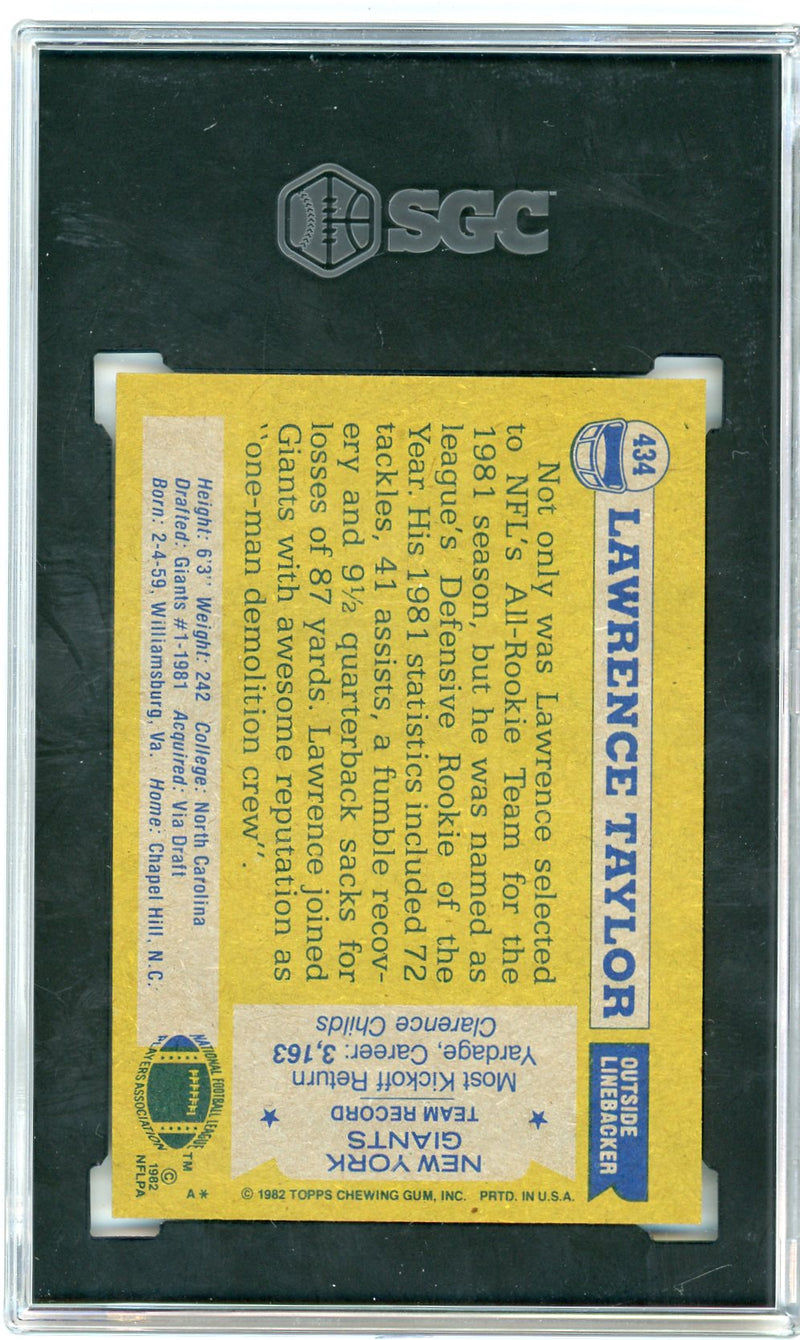 SGC
434
LAWRENCE TAYLOR
OUTSIDE
LINEBACKER
Not only was Lawrence selected
to NFL's All-Rookie Team for the
1981 season, but he was named as
league's Defensive Rookie of the
Year. His 1981 statistics included 72
tackles, 41 assists, a fumble recov-
ery and 9½ quarterback sacks for
losses of 87 yards. Lawrence joined
Giants with awesome reputation as
"one-man demolition crew".
NEW YORK
GIANTS
TEAM RECORD
Most Kickoff Return
Yardage, Career: 3,163
Clarence Childs
Height: 6'3" Weight: 242 College: North Carolina
Drafted: Giants #1-1981 Acquired: Via Draft
Born: 2-4-59, Williamsburg, Va. Home: Chapel Hill, N.C.
NATIONAL FOOTBALL LEAGUE
PLAYERS ASSOCIATION
TM
©
1982
NFLPA
A*
© 1982 TOPPS CHEWING GUM, INC. PRTD. IN U.S.A.